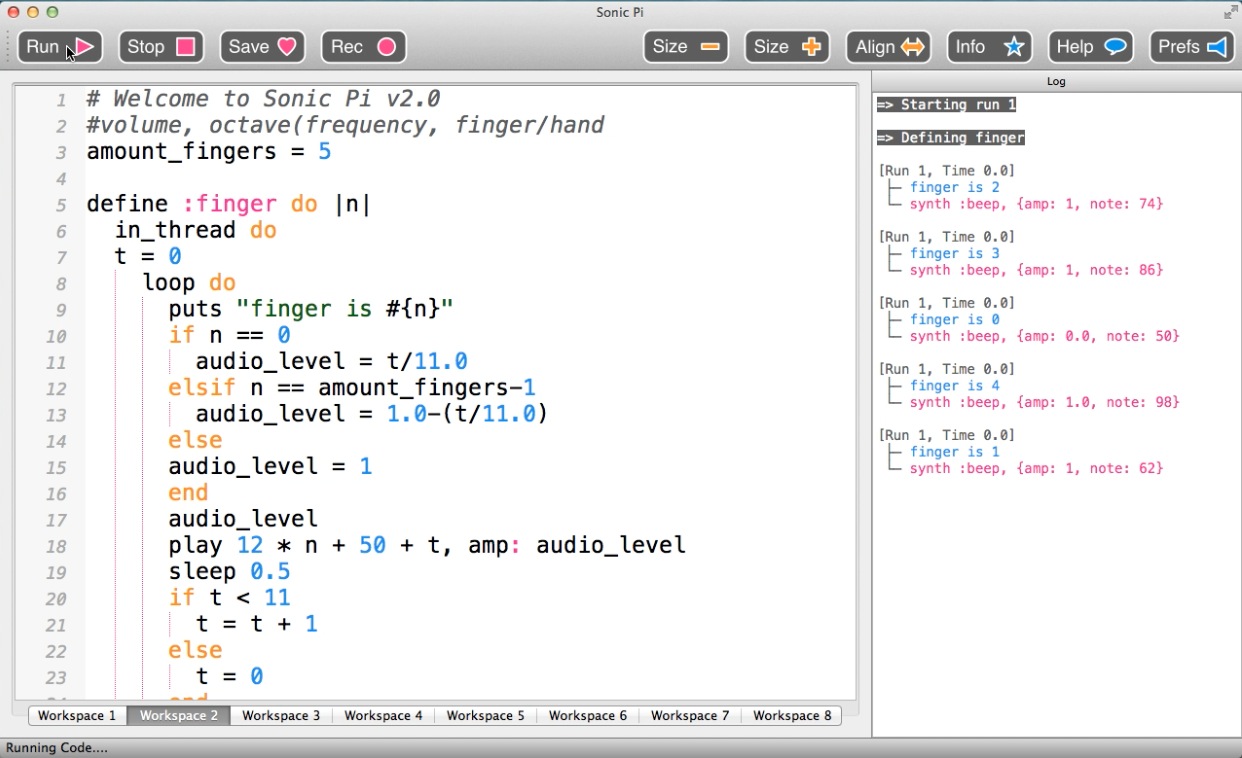 Sonic Pi
Run Stop Save Rec Size Size Align Info Help Prefs
1 # Welcome to Sonic Pi v2.0
2 #volume, octave(frequency, finger/hand
3 amount_fingers = 5
4
5 define :finger do |n|
6 in_thread do
7 t = 0
8 loop do
9 puts "finger is #{n}"
10 if n == 0
11 audio_level = t/11.0
12 elsif n == amount_fingers-1
13 audio_level = 1.0-(t/11.0)
14 else
15 audio_level = 1
16 end
17 audio_level
18 play 12 * n + 50 + t, amp: audio_level
19 sleep 0.5
20 if t < 11
21 t = t + 1
22 else
23 t = 0
Workspace 1 Workspace 2 Workspace 3 Workspace 4 Workspace 5 Workspace 6 Workspace 7 Workspace 8
Log
=> Starting run 1
=> Defining finger
[Run 1, Time 0.0]
├─ finger is 2
└─ synth :beep, {amp: 1, note: 74}
[Run 1, Time 0.0]
├─ finger is 3
└─ synth :beep, {amp: 1, note: 86}
[Run 1, Time 0.0]
├─ finger is 0
└─ synth :beep, {amp: 0.0, note: 50}
[Run 1, Time 0.0]
├─ finger is 4
└─ synth :beep, {amp: 1.0, note: 98}
[Run 1, Time 0.0]
├─ finger is 1
└─ synth :beep, {amp: 1, note: 62}
Running Code....